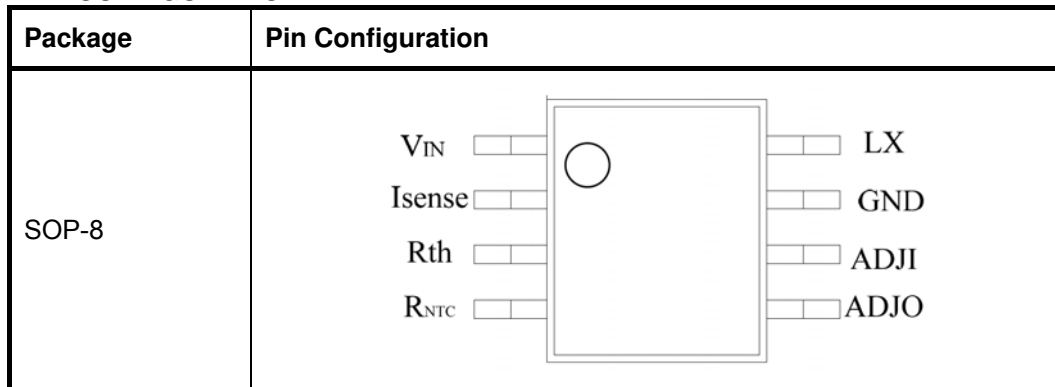 Package Pin Configuration
SOP-8
VIN LX
Isense GND
Rth ADJI
RNTC ADJO